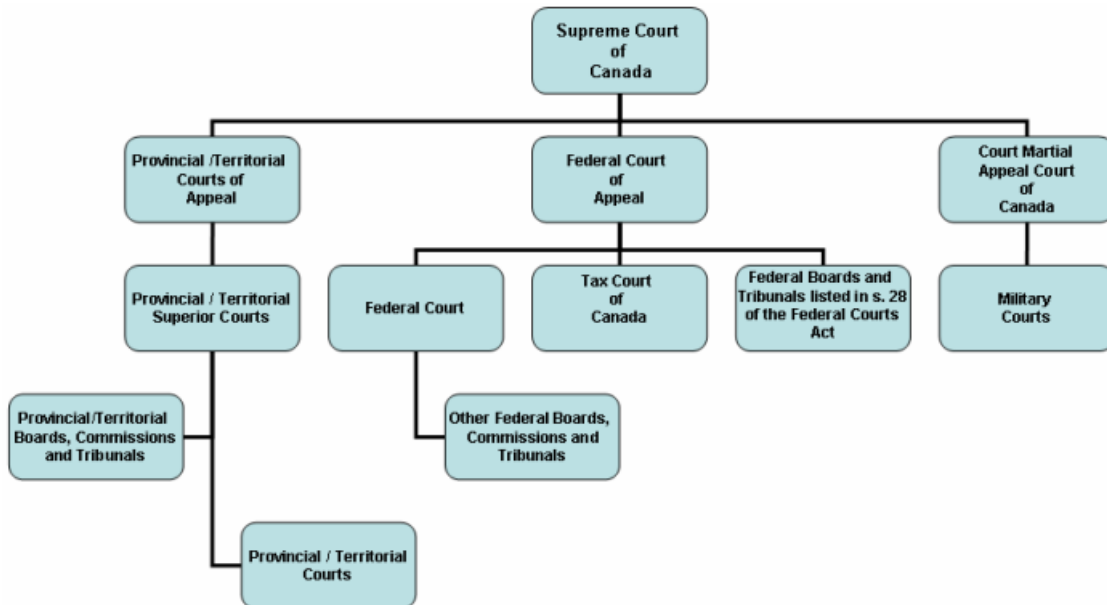 Supreme Court
of
Canada
Provincial /Territorial
Courts of
Appeal
Federal Court
of
Appeal
Court Martial
Appeal Court
of
Canada
Provincial / Territorial
Superior Courts
Federal Court
Tax Court
of
Canada
Federal Boards and
Tribunals listed in s. 28
of the Federal Courts
Act
Military
Courts
Provincial/Territorial
Boards, Commissions
and Tribunals
Other Federal Boards,
Commissions and
Tribunals
Provincial / Territorial
Courts